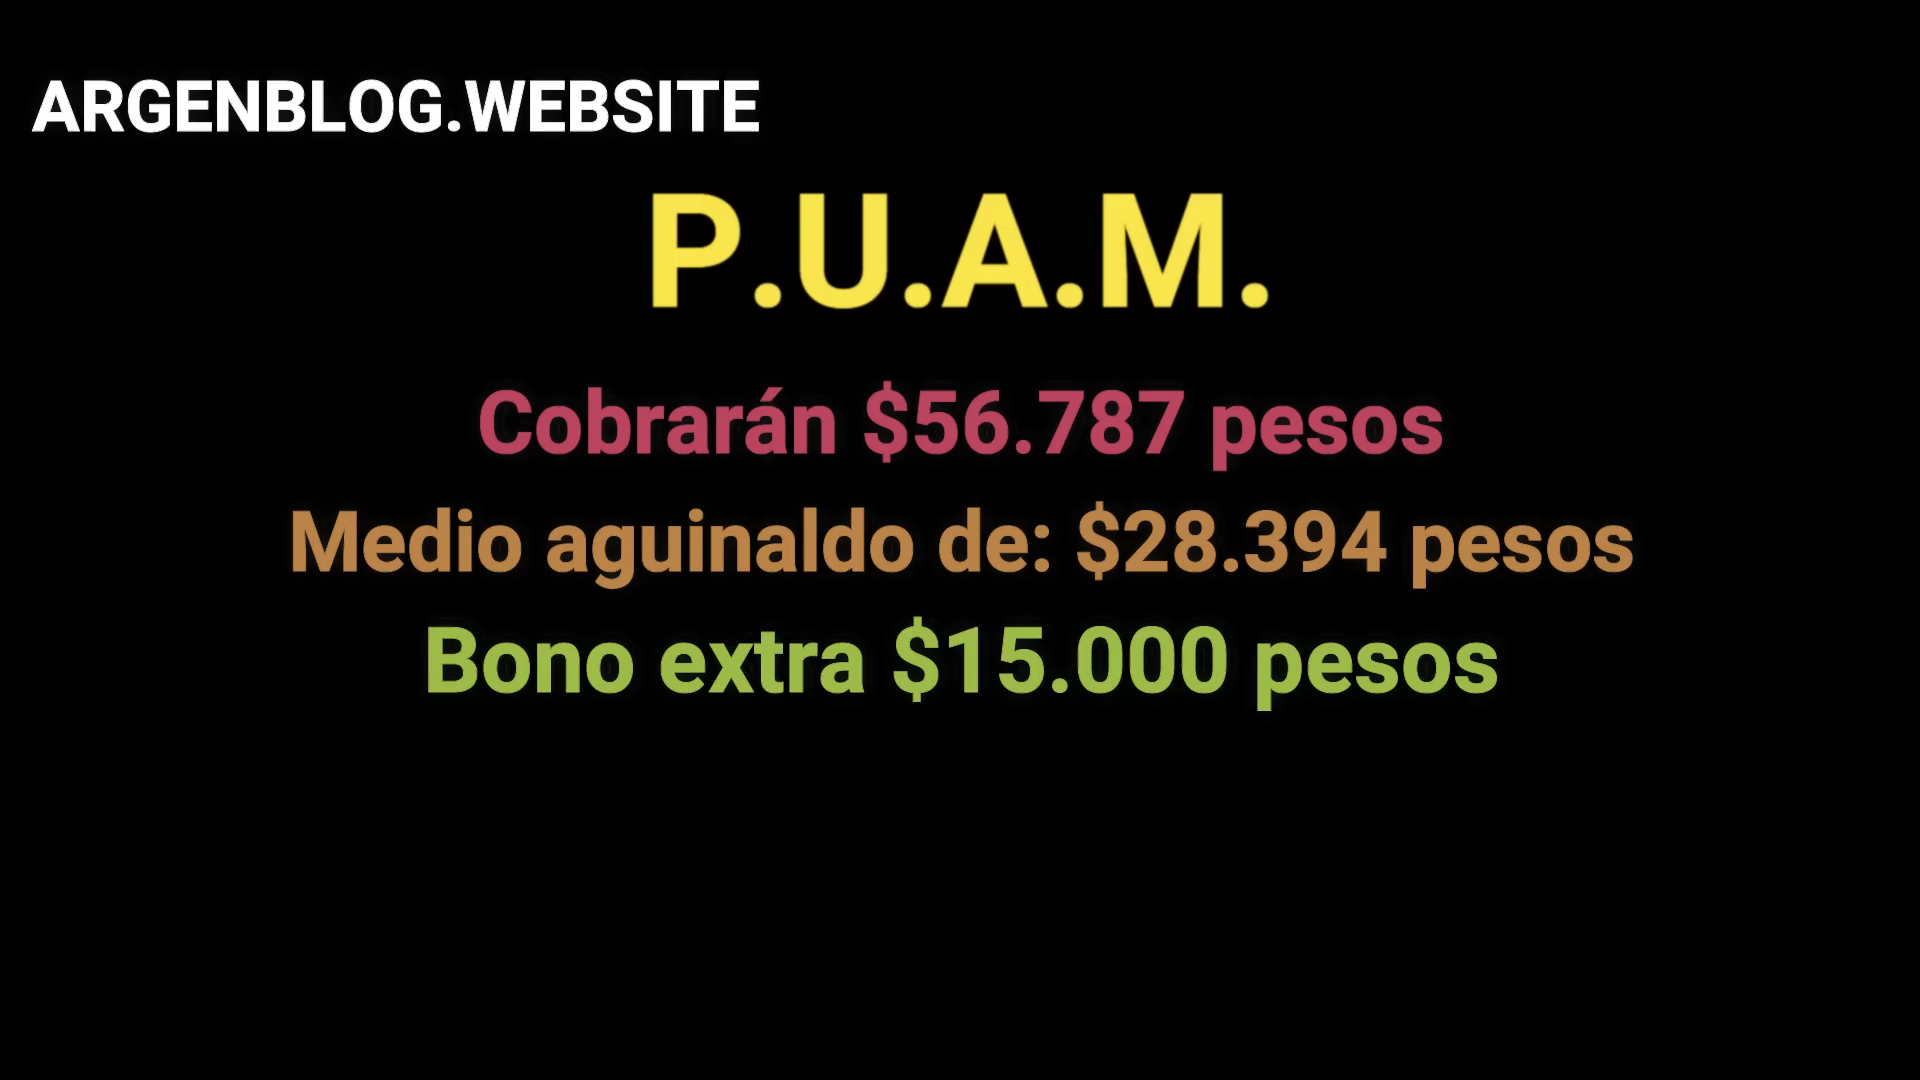 ARGENBLOG.WEBSITE
P.U.A.M.
Cobrarán $56.787 pesos
Medio aguinaldo de: $28.394 pesos
Bono extra $15.000 pesos